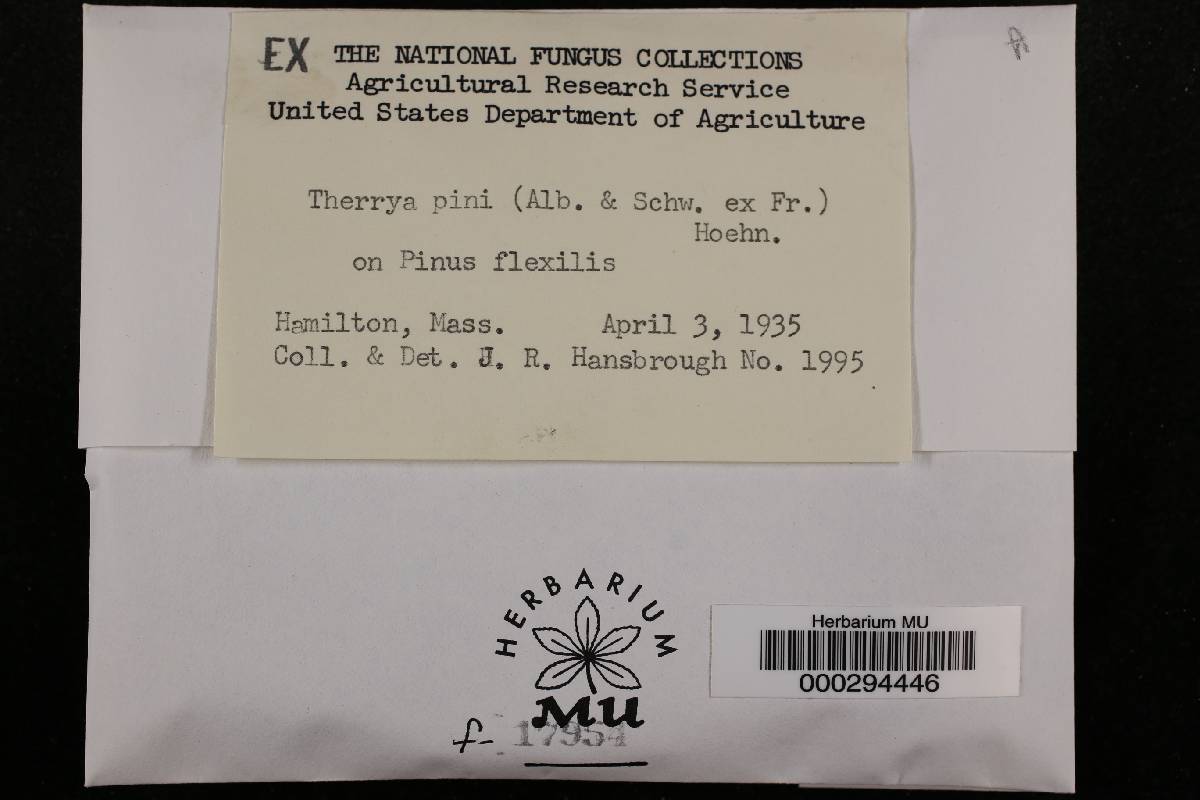 EX THE NATIONAL FUNGUS COLLECTIONS
Agricultural Research Service
United States Department of Agriculture
Therrya pini (Alb. & Schw. ex Fr.)
Hoehn.
on Pinus flexilis
Hamilton, Mass. April 3, 1935
Coll. & Det. J. R. Hansbrough No. 1995
HERBARIUM
MU
f- 17954
Herbarium MU
000294446